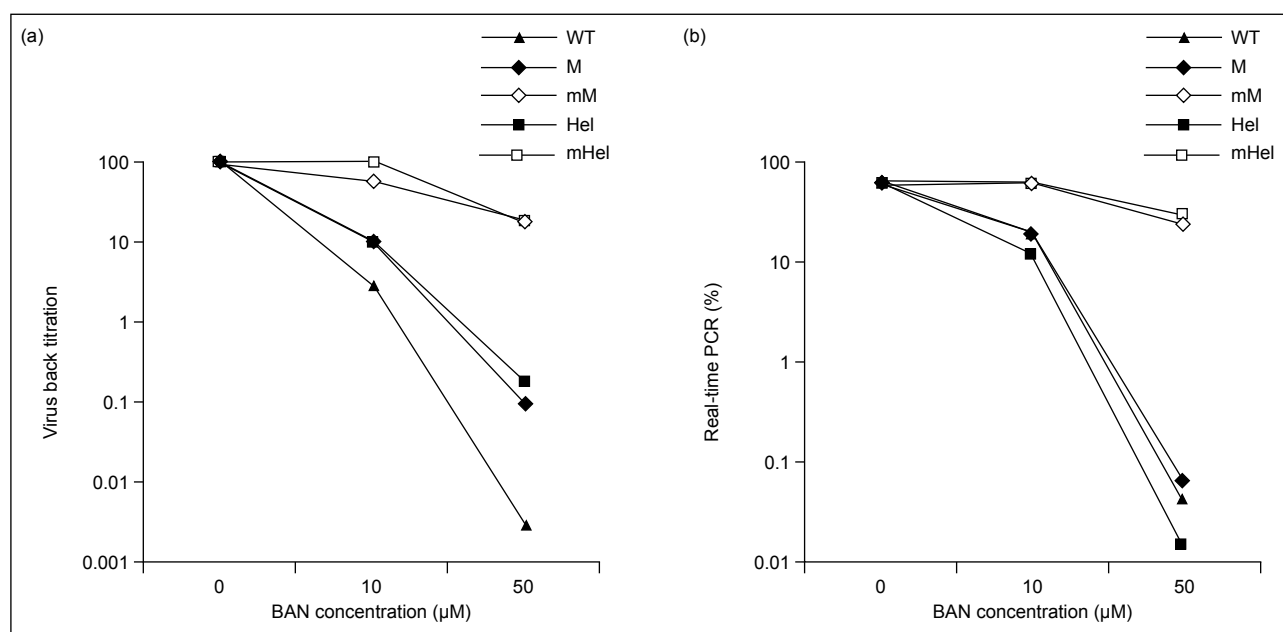 (a)
WT
M
mM
Hel
mHel
100
10
1
0.1
0.01
0.001
Virus back titration
0
10
50
BAN concentration (µM)
(b)
WT
M
mM
Hel
mHel
100
10
1
0.1
0.01
Real-time PCR (%)
0
10
50
BAN concentration (µM)